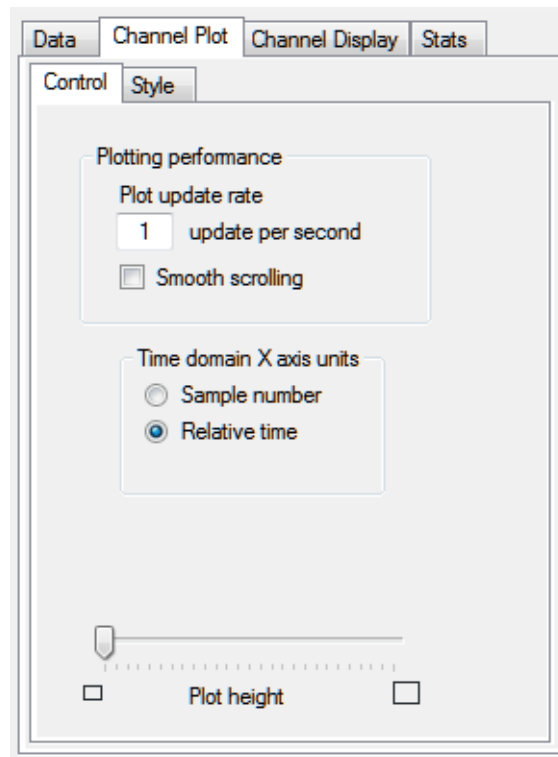 Data Channel Plot Channel Display Stats
Control Style
Plotting performance
Plot update rate
1 update per second
Smooth scrolling
Time domain X axis units
Sample number
Relative time
Plot height